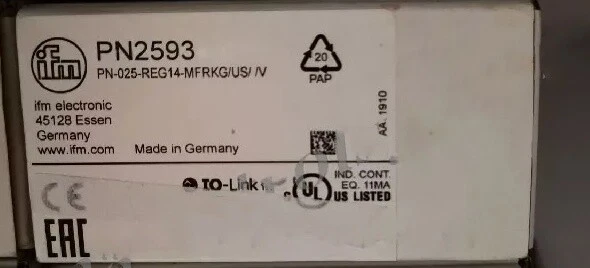 ifm
PN2593
PN-025-REG14-MFRKG/US/ /V
20
PAP
ifm electronic
45128 Essen
Germany
www.ifm.com
Made in Germany
AA. 1910
CE
IO-Link
UL
IND. CONT.
EQ. 11MA
US LISTED
EAC